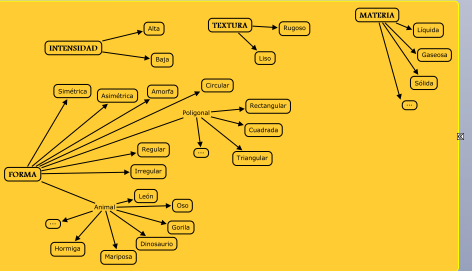 INTENSIDAD
Alta
Baja
TEXTURA
Rugoso
Liso
MATERIA
Líquida
Gaseosa
Sólida
...
FORMA
Simétrica
Asimétrica
Amorfa
Circular
Poligonal
Rectangular
Cuadrada
Triangular
...
Regular
Irregular
Animal
León
Oso
Gorila
Dinosaurio
Mariposa
Hormiga
...